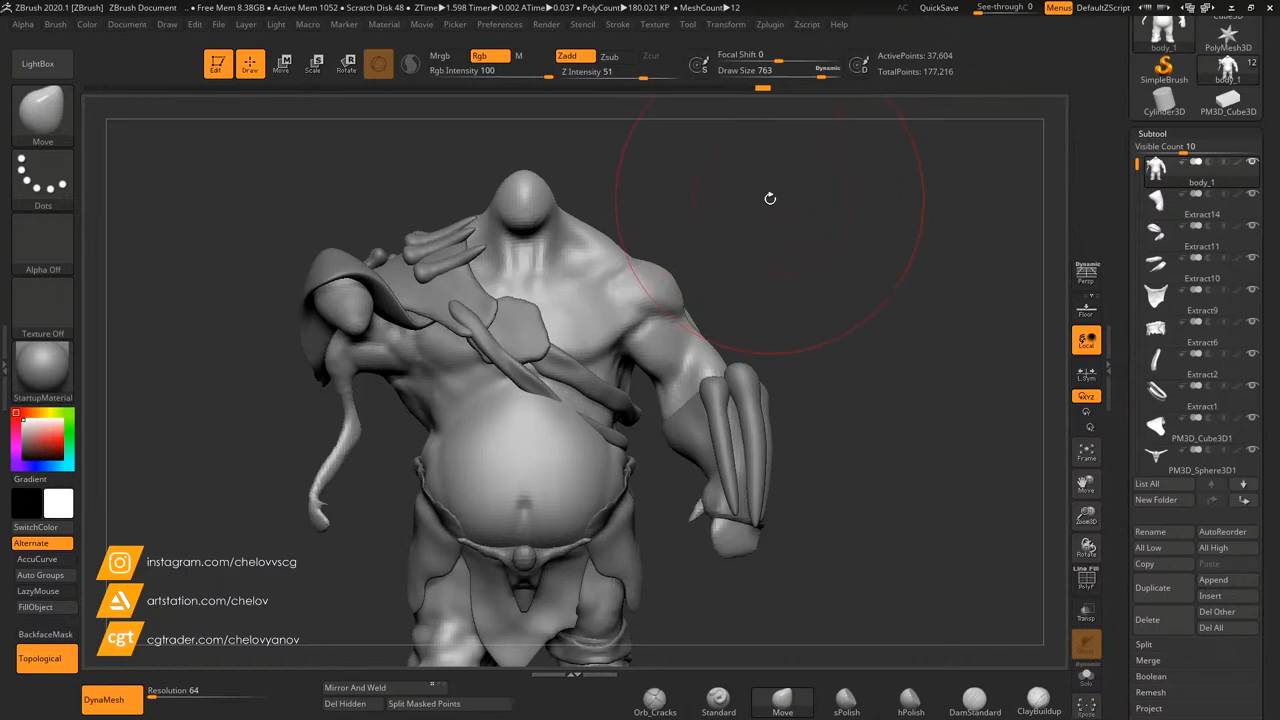 ZBrush 2020.1 [ZBrush] ZBrush Document .. • Free Mem 8.38GB • Active Mem 1052 • Scratch Disk 48 • ZTime▸1.598 Timer▸0.002 ATime▸0.037 • PolyCount▸180.021 KP • MeshCount▸12
AC QuickSave See-through 0 Menus DefaultZScript
Alpha Brush Color Document Draw Edit File Layer Light Macro Marker Material Movie Picker Preferences Render Stencil Stroke Texture Tool Transform Zplugin Zscript Help
LightBox
Edit Draw Move Scale Rotate
Mrgb Rgb M
Rgb Intensity 100
Zadd Zsub Zcut
Z Intensity 51
Focal Shift 0
Draw Size 763 Dynamic
S
D
ActivePoints: 37,604
TotalPoints: 177,216
Move
Dots
Alpha Off
Texture Off
StartupMaterial
Gradient
SwitchColor
Alternate
AccuCurve
Auto Groups
LazyMouse
FillObject
BackfaceMask
Topological
instagram.com/chelovvscg
artstation.com/chelov
cgt cgtrader.com/chelovyanov
DynaMesh
Resolution 64
Mirror And Weld
Del Hidden Split Masked Points
Orb_Cracks Standard Move sPolish hPolish DamStandard ClayBuildup
Dynamic
Persp
Floor
Local
L.Sym
XYZ
Frame
Move
Zoom3D
Rotate
Line Fill
PolyF
Transp
Dynamic
Solo
Xpose
body_1
PolyMesh3D
12
SimpleBrush
body_1
Cylinder3D
PM3D_Cube3D
Subtool
Visible Count 10
body_1
Extract14
Extract11
Extract10
Extract9
Extract6
Extract2
Extract1
PM3D_Cube3D1
PM3D_Sphere3D1
List All
New Folder
Rename AutoReorder
All Low All High
Copy Paste
Duplicate
Append
Insert
Delete
Del Other
Del All
Split
Merge
Boolean
Remesh
Project